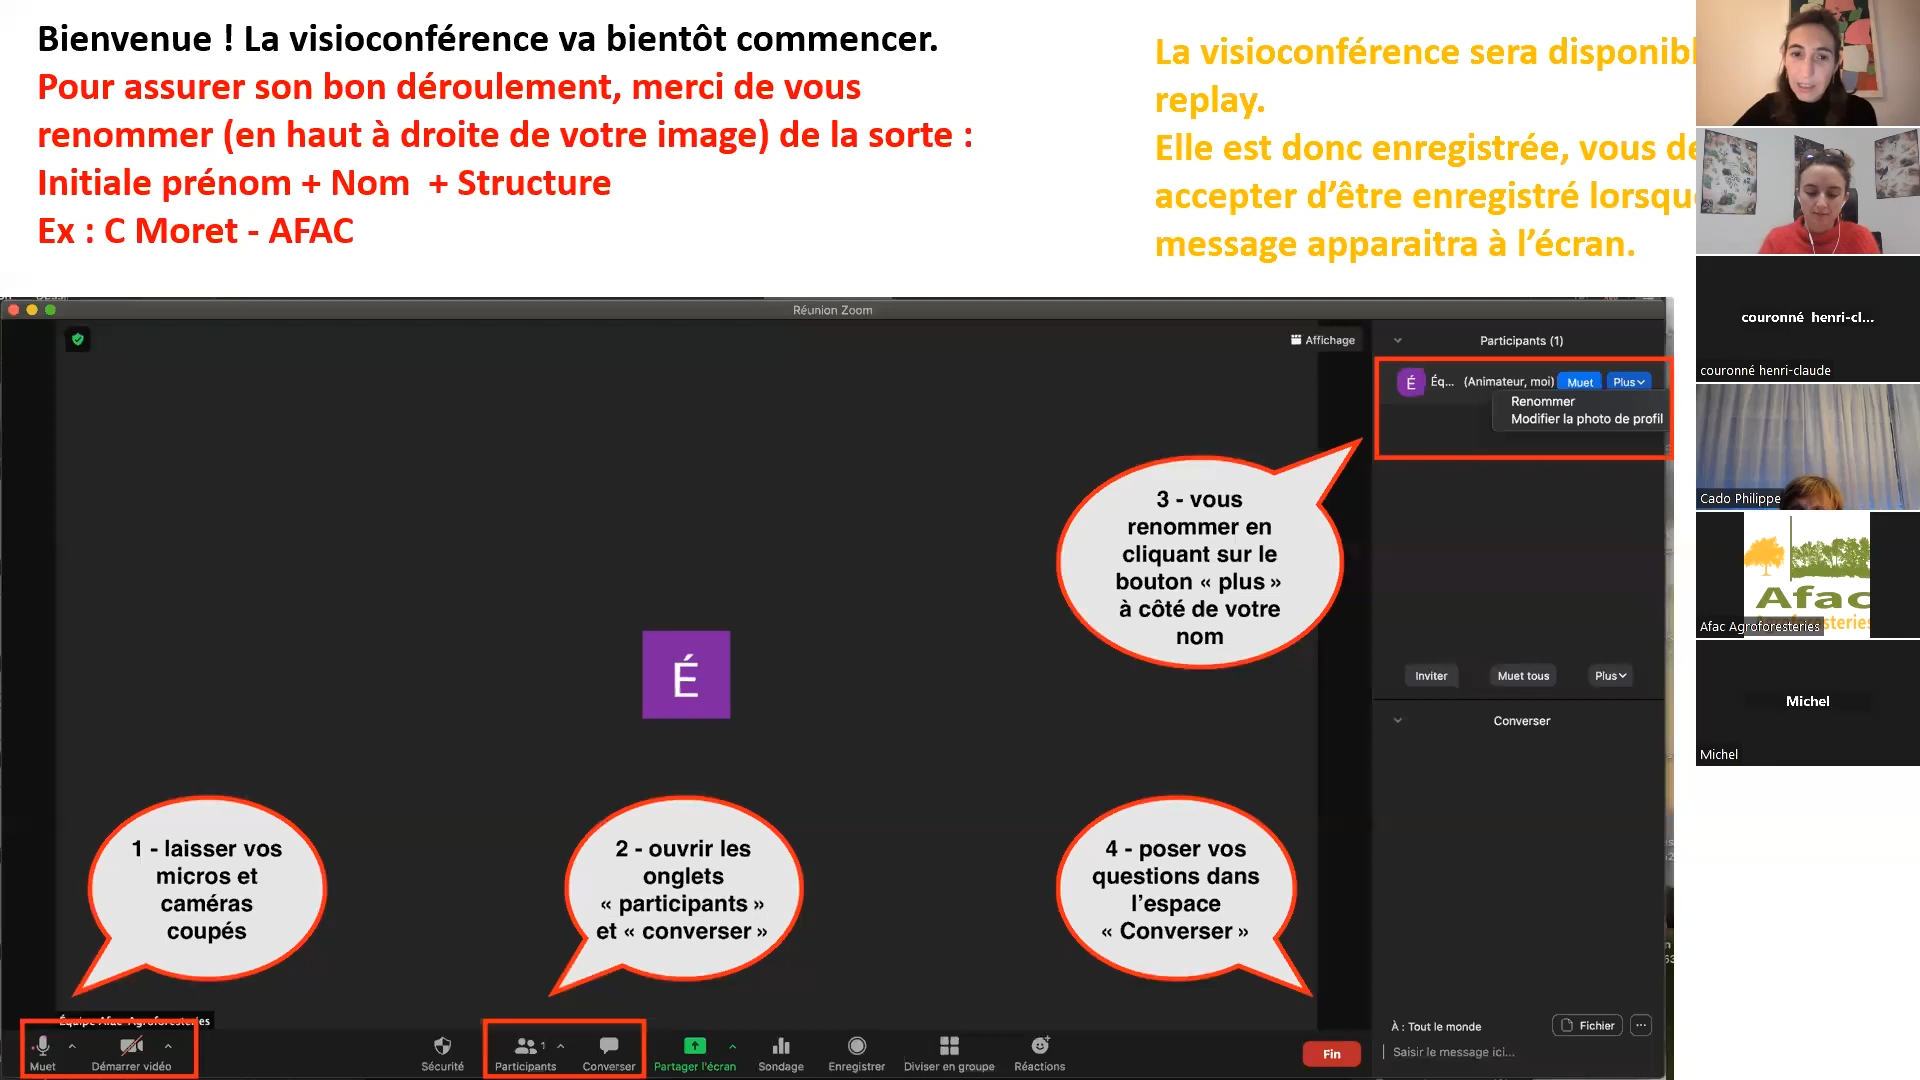 Bienvenue ! La visioconférence va bientôt commencer.
Pour assurer son bon déroulement, merci de vous
renommer (en haut à droite de votre image) de la sorte :
Initiale prénom + Nom + Structure
Ex : C Moret - AFAC
La visioconférence sera
replay.
Elle est donc enregistrée, vous
accepter d’être enregistré
message apparaitra à l’écran.
Réunion Zoom
Affichage
Participants (1)
É
Éq... (Animateur, moi)
Muet
Plus
Renommer
Modifier la photo de profil
3 - vous
renommer en
cliquant sur le
bouton « plus »
à côté de votre
nom
É
Inviter
Muet tous
Plus
Converser
1 - laisser vos
micros et
caméras
coupés
2 - ouvrir les
onglets
« participants »
et « converser »
4 - poser vos
questions dans
l’espace
« Converser »
Équipe Afac-Agroforesteries
À : Tout le monde
Fichier
Saisir le message ici...
Muet
Démarrer vidéo
Sécurité
1
Participants
Converser
Partager l'écran
Sondage
Enregistrer
Diviser en groupe
Réactions
Fin
couronné henri-cl...
couronné henri-claude
Cado Philippe
Afac
Afac Agroforesteries
Michel
Michel